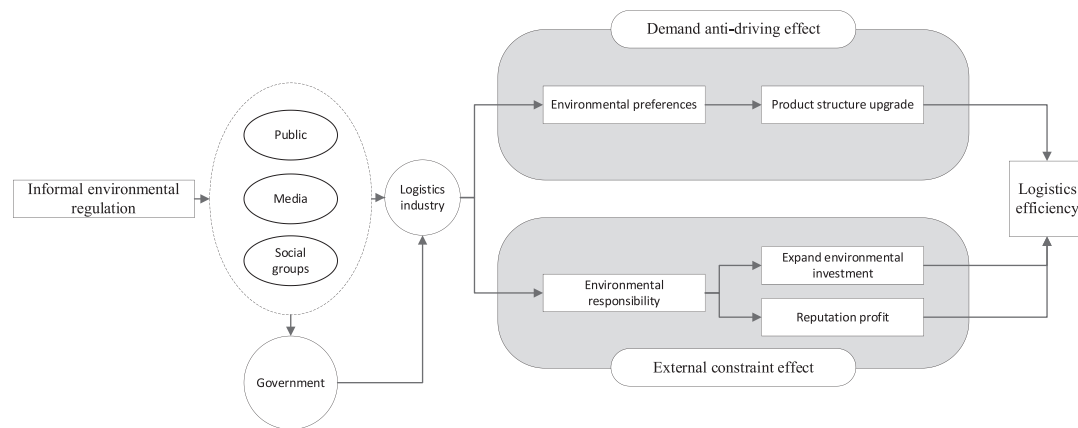 Demand anti-driving effect
Environmental preferences
Product structure upgrade
Public
Informal environmental
regulation
Media
Logistics
industry
Logistics
efficiency
Social
groups
Expand environmental
investment
Environmental
responsibility
Reputation profit
External constraint effect
Government